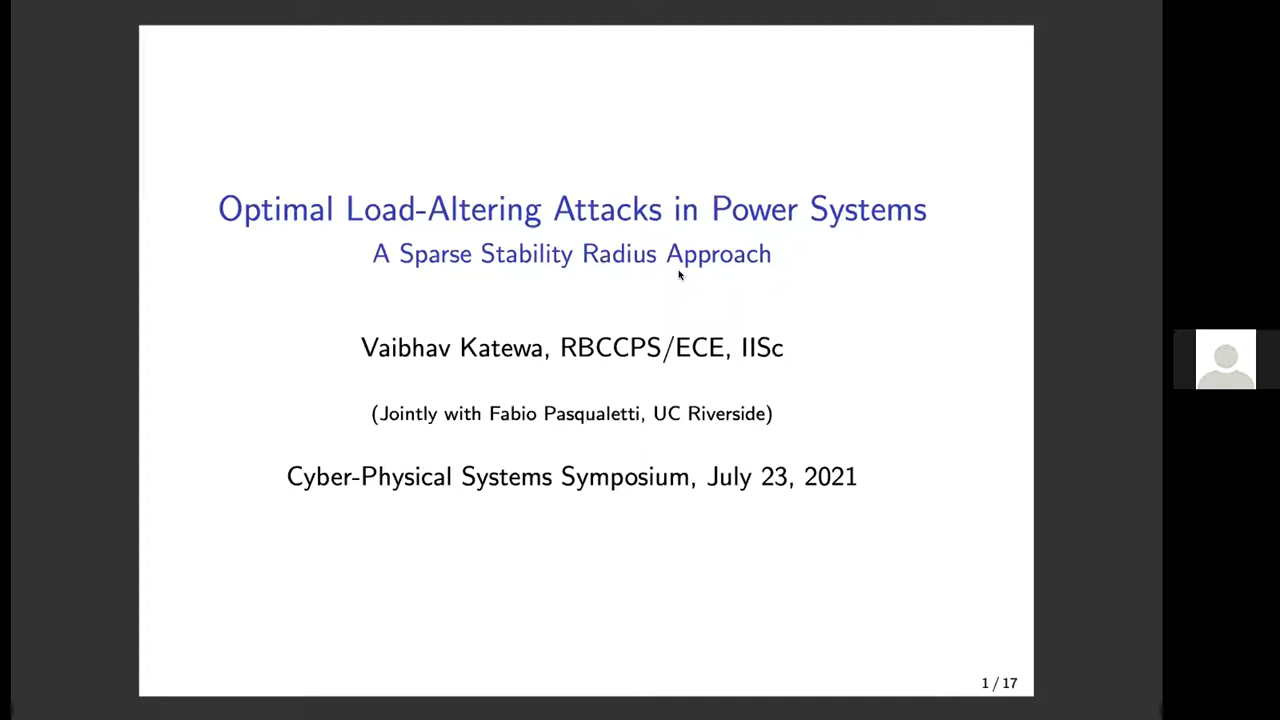 Optimal Load-Altering Attacks in Power Systems
A Sparse Stability Radius Approach
Vaibhav Katewa, RBCCPS/ECE, IISc
(Jointly with Fabio Pasqualetti, UC Riverside)
Cyber-Physical Systems Symposium, July 23, 2021
1 / 17